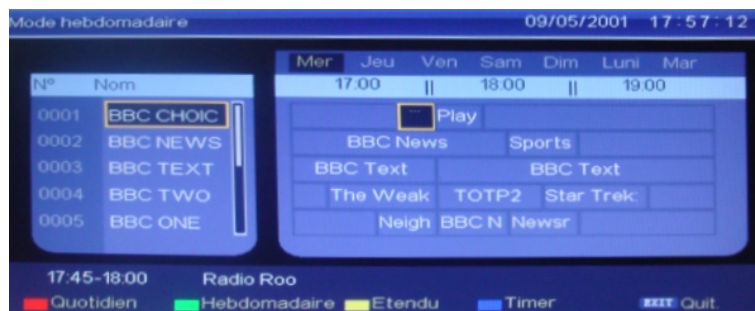 Mode hebdomadaire 09/05/2001 17:57:12
Mer Jeu Ven Sam Dim Luni Mar
Nº Nom 17:00 || 18:00 || 19:00
0001 BBC CHOIC ... Play
0002 BBC NEWS BBC News Sports
0003 BBC TEXT BBC Text BBC Text
0004 BBC TWO The Weak TOTP2 Star Trek:
0005 BBC ONE Neigh BBC N Newsr
17:45-18:00 Radio Roo
Quotidien Hebdomadaire Etendu Timer EXIT Quit.